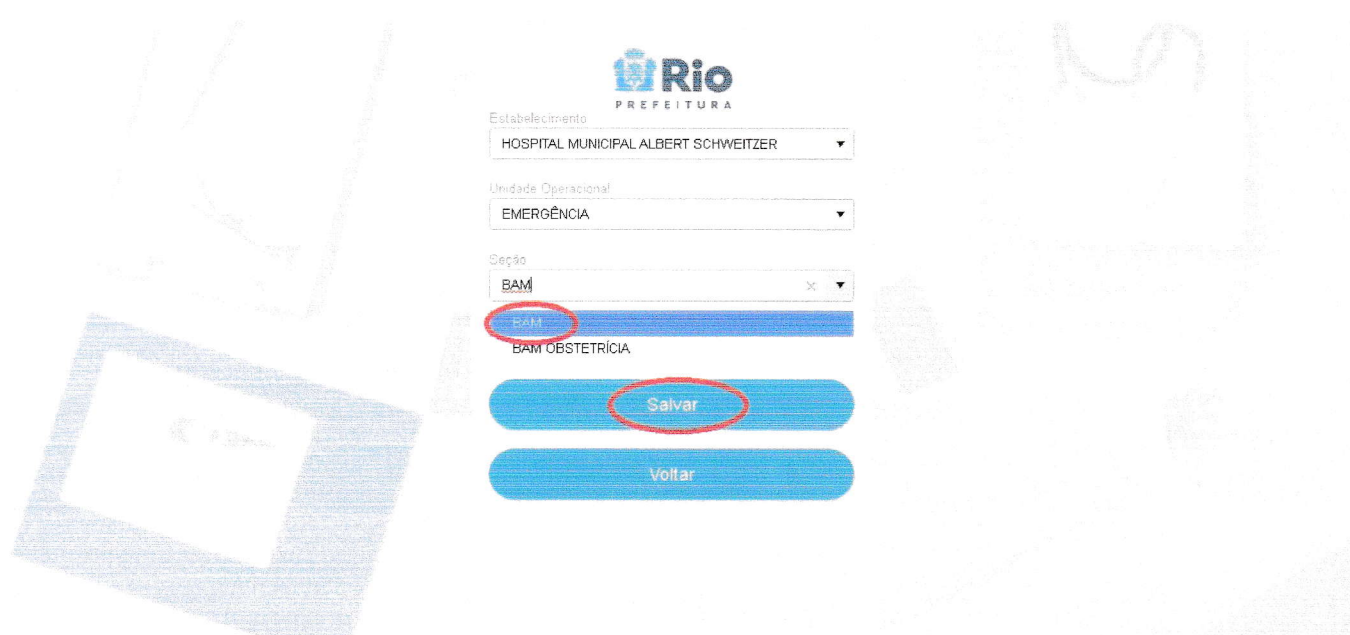 Rio
PREFEITURA
Estabelecimento
HOSPITAL MUNICIPAL ALBERT SCHWEITZER
Unidade Operacional
EMERGÊNCIA
Seção
BAM
BAM
BAM OBSTETRÍCIA
Salvar
Voltar